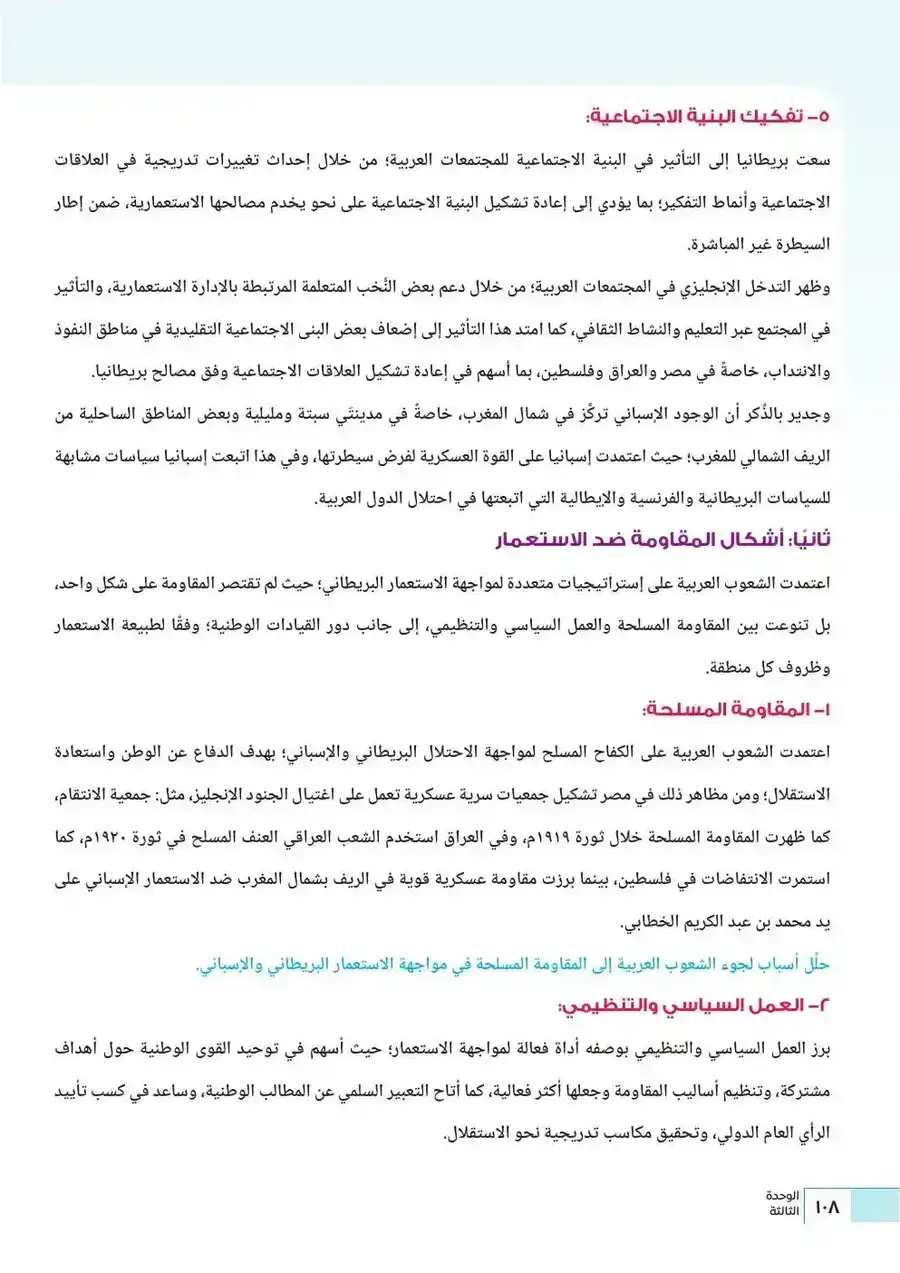 ٥- تفكيك البنية الاجتماعية:
سعت بريطانيا إلى التأثير في البنية الاجتماعية للمجتمعات العربية؛ من خلال إحداث تغييرات تدريجية في العلاقات
الاجتماعية وأنماط التفكير؛ بما يؤدي إلى إعادة تشكيل البنية الاجتماعية على نحو يخدم مصالحها الاستعمارية، ضمن إطار
السيطرة غير المباشرة.
وظهر التدخل الإنجليزي في المجتمعات العربية؛ من خلال دعم بعض النُّخب المتعلمة المرتبطة بالإدارة الاستعمارية، والتأثير
في المجتمع عبر التعليم والنشاط الثقافي، كما امتد هذا التأثير إلى إضعاف بعض البنى الاجتماعية التقليدية في مناطق النفوذ
والانتداب، خاصةً في مصر والعراق وفلسطين، بما أسهم في إعادة تشكيل العلاقات الاجتماعية وفق مصالح بريطانيا.
وجدير بالذِّكر أن الوجود الإسباني تركَّز في شمال المغرب، خاصةً في مدينتَي سبتة ومليلية وبعض المناطق الساحلية من
الريف الشمالي للمغرب؛ حيث اعتمدت إسبانيا على القوة العسكرية لفرض سيطرتها، وفي هذا اتبعت إسبانيا سياسات مشابهة
للسياسات البريطانية والفرنسية والإيطالية التي اتبعتها في احتلال الدول العربية.
ثانيًا: أشكال المقاومة ضد الاستعمار
اعتمدت الشعوب العربية على إستراتيجيات متعددة لمواجهة الاستعمار البريطاني؛ حيث لم تقتصر المقاومة على شكل واحد،
بل تنوعت بين المقاومة المسلحة والعمل السياسي والتنظيمي، إلى جانب دور القيادات الوطنية؛ وفقًا لطبيعة الاستعمار
وظروف كل منطقة.
١- المقاومة المسلحة:
اعتمدت الشعوب العربية على الكفاح المسلح لمواجهة الاحتلال البريطاني والإسباني؛ بهدف الدفاع عن الوطن واستعادة
الاستقلال؛ ومن مظاهر ذلك في مصر تشكيل جمعيات سرية عسكرية تعمل على اغتيال الجنود الإنجليز، مثل: جمعية الانتقام،
كما ظهرت المقاومة المسلحة خلال ثورة ١٩١٩م، وفي العراق استخدم الشعب العراقي العنف المسلح في ثورة ١٩٢٠م، كما
استمرت الانتفاضات في فلسطين، بينما برزت مقاومة عسكرية قوية في الريف بشمال المغرب ضد الاستعمار الإسباني على
يد محمد بن عبد الكريم الخطابي.
حلِّل أسباب لجوء الشعوب العربية إلى المقاومة المسلحة في مواجهة الاستعمار البريطاني والإسباني.
٢- العمل السياسي والتنظيمي:
برز العمل السياسي والتنظيمي بوصفه أداة فعالة لمواجهة الاستعمار؛ حيث أسهم في توحيد القوى الوطنية حول أهداف
مشتركة، وتنظيم أساليب المقاومة وجعلها أكثر فعالية، كما أتاح التعبير السلمي عن المطالب الوطنية، وساعد في كسب تأييد
الرأي العام الدولي، وتحقيق مكاسب تدريجية نحو الاستقلال.
١٠٨
الوحدة
الثالثة